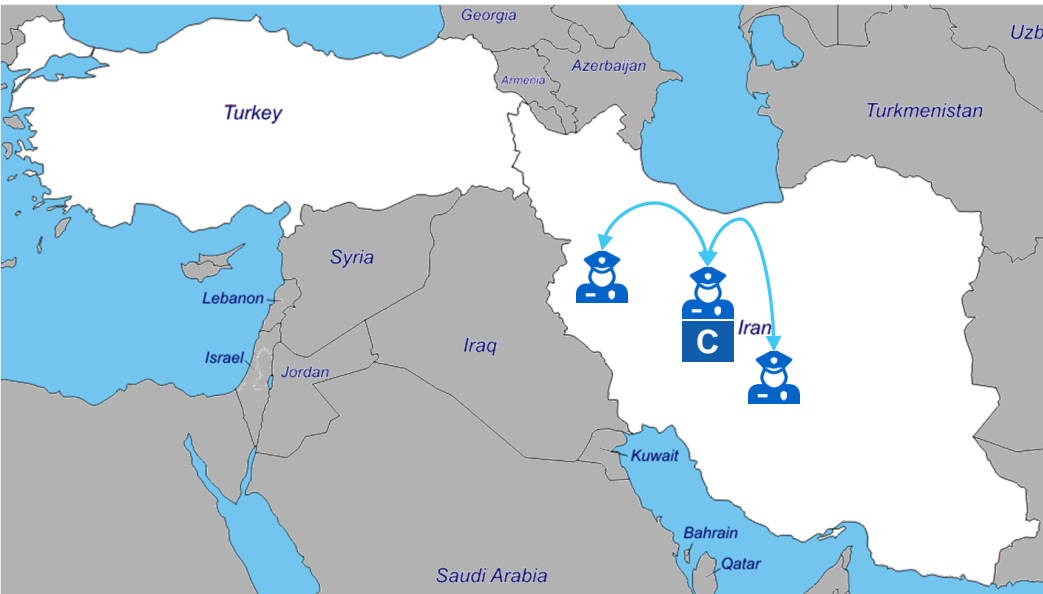 Georgia
Uzb
Azerbaijan
Armenia
Turkey
Turkmenistan
Syria
Lebanon
Iran
C
Israel
Iraq
Jordan
Kuwait
Bahrain
Qatar
Saudi Arabia